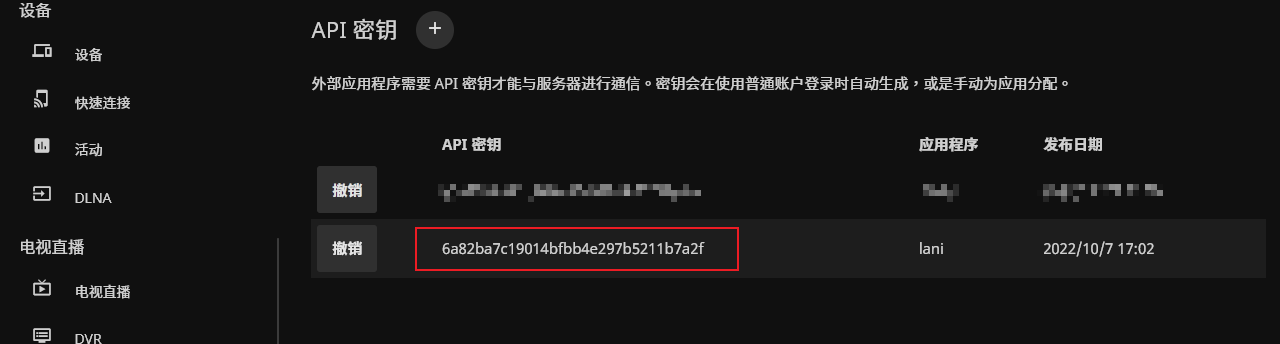 设备
设备
快速连接
活动
DLNA
电视直播
电视直播
DVR
API 密钥 +
外部应用程序需要 API 密钥才能与服务器进行通信。密钥会在使用普通账户登录时自动生成，或是手动为应用分配。
API 密钥 应用程序 发布日期
撤销
撤销 6a82ba7c19014bfbb4e297b5211b7a2f lani 2022/10/7 17:02